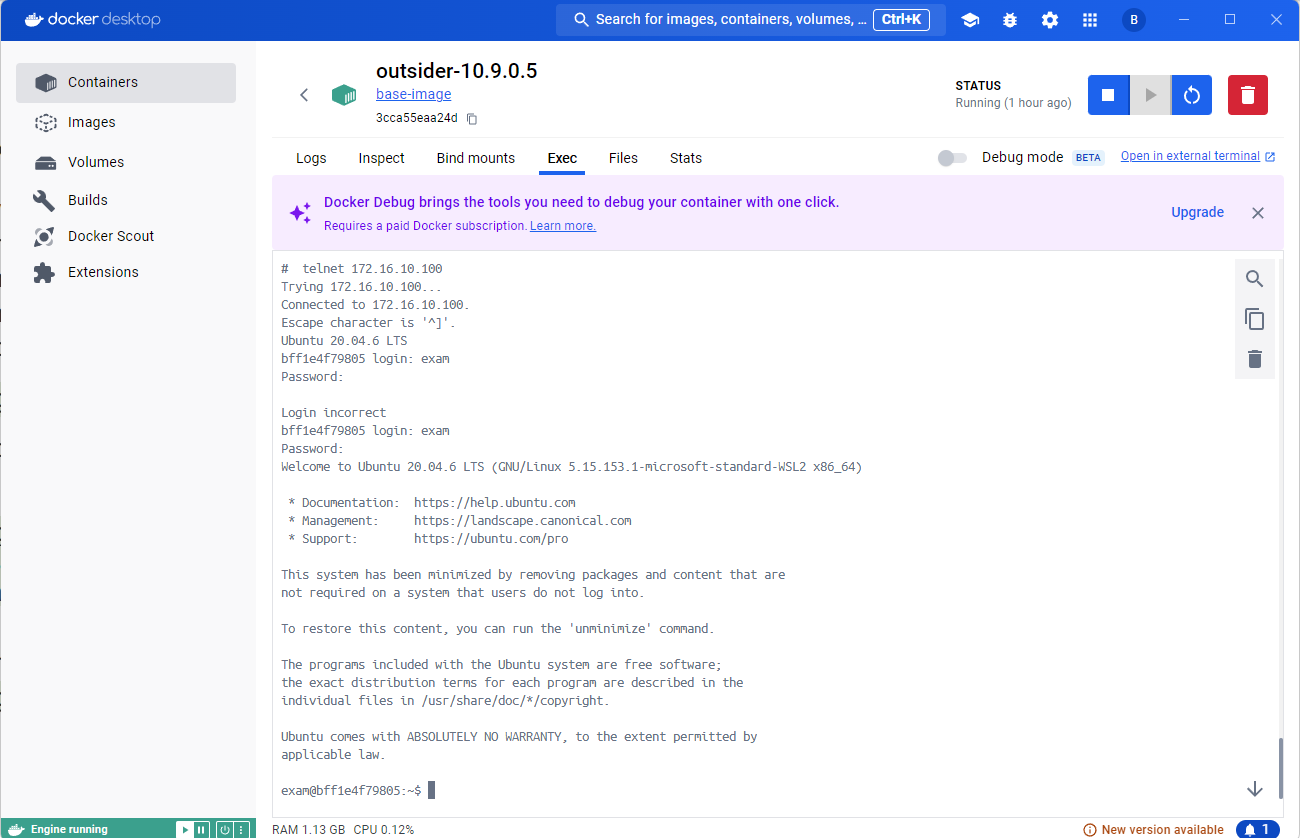 docker desktop
Search for images, containers, volumes, ... Ctrl+K
B
Containers
Images
Volumes
Builds
Docker Scout
Extensions
outsider-10.9.0.5
base-image
3cca55eaa24d
STATUS
Running (1 hour ago)
Logs Inspect Bind mounts Exec Files Stats
Debug mode BETA Open in external terminal
Docker Debug brings the tools you need to debug your container with one click.
Requires a paid Docker subscription. Learn more.
Upgrade
#  telnet 172.16.10.100
Trying 172.16.10.100...
Connected to 172.16.10.100.
Escape character is '^]'.
Ubuntu 20.04.6 LTS
bff1e4f79805 login: exam
Password:
Login incorrect
bff1e4f79805 login: exam
Password:
Welcome to Ubuntu 20.04.6 LTS (GNU/Linux 5.15.153.1-microsoft-standard-WSL2 x86_64)
 * Documentation:  https://help.ubuntu.com
 * Management:     https://landscape.canonical.com
 * Support:        https://ubuntu.com/pro
This system has been minimized by removing packages and content that are
not required on a system that users do not log into.
To restore this content, you can run the 'unminimize' command.
The programs included with the Ubuntu system are free software;
the exact distribution terms for each program are described in the
individual files in /usr/share/doc/*/copyright.
Ubuntu comes with ABSOLUTELY NO WARRANTY, to the extent permitted by
applicable law.
exam@bff1e4f79805:~$
Engine running
RAM 1.13 GB CPU 0.12%
New version available
1